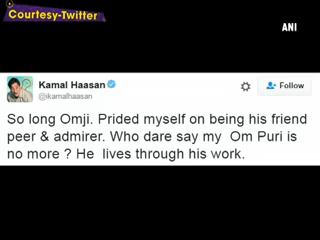 Courtesy-Twitter
ANI
Kamal Haasan
@ikamalhaasan
Follow
So long Omji. Prided myself on being his friend
peer & admirer. Who dare say my Om Puri is
no more ? He lives through his work.